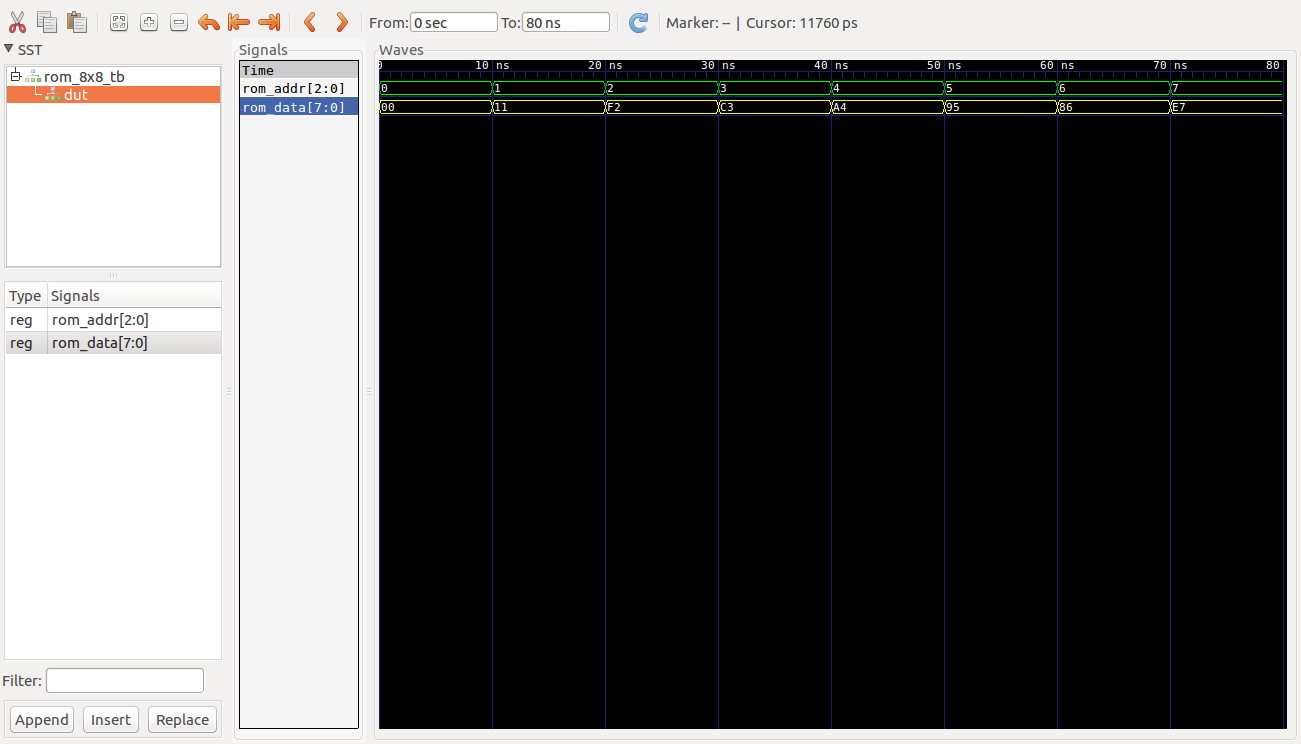 From: 0 sec To: 80 ns Marker: -- | Cursor: 11760 ps
SST
rom_8x8_tb
dut
Type Signals
reg rom_addr[2:0]
reg rom_data[7:0]
Filter:
Append Insert Replace
Signals
Time
rom_addr[2:0]
rom_data[7:0]
Waves
0 10 ns 20 ns 30 ns 40 ns 50 ns 60 ns 70 ns 80
0 1 2 3 4 5 6 7
00 11 F2 C3 A4 95 86 E7